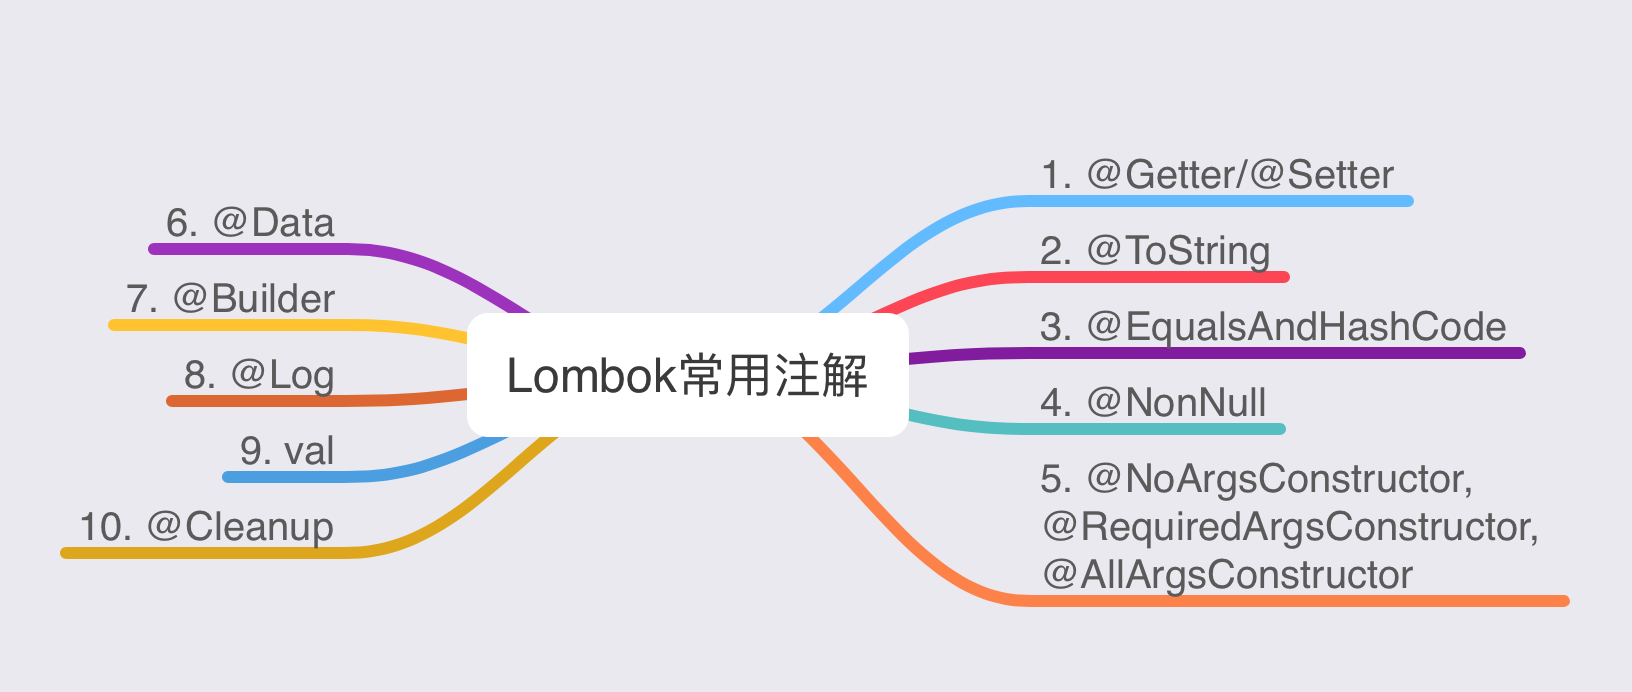 Lombok常用注解
1. @Getter/@Setter
2. @ToString
3. @EqualsAndHashCode
4. @NonNull
5. @NoArgsConstructor,
@RequiredArgsConstructor,
@AllArgsConstructor
6. @Data
7. @Builder
8. @Log
9. val
10. @Cleanup